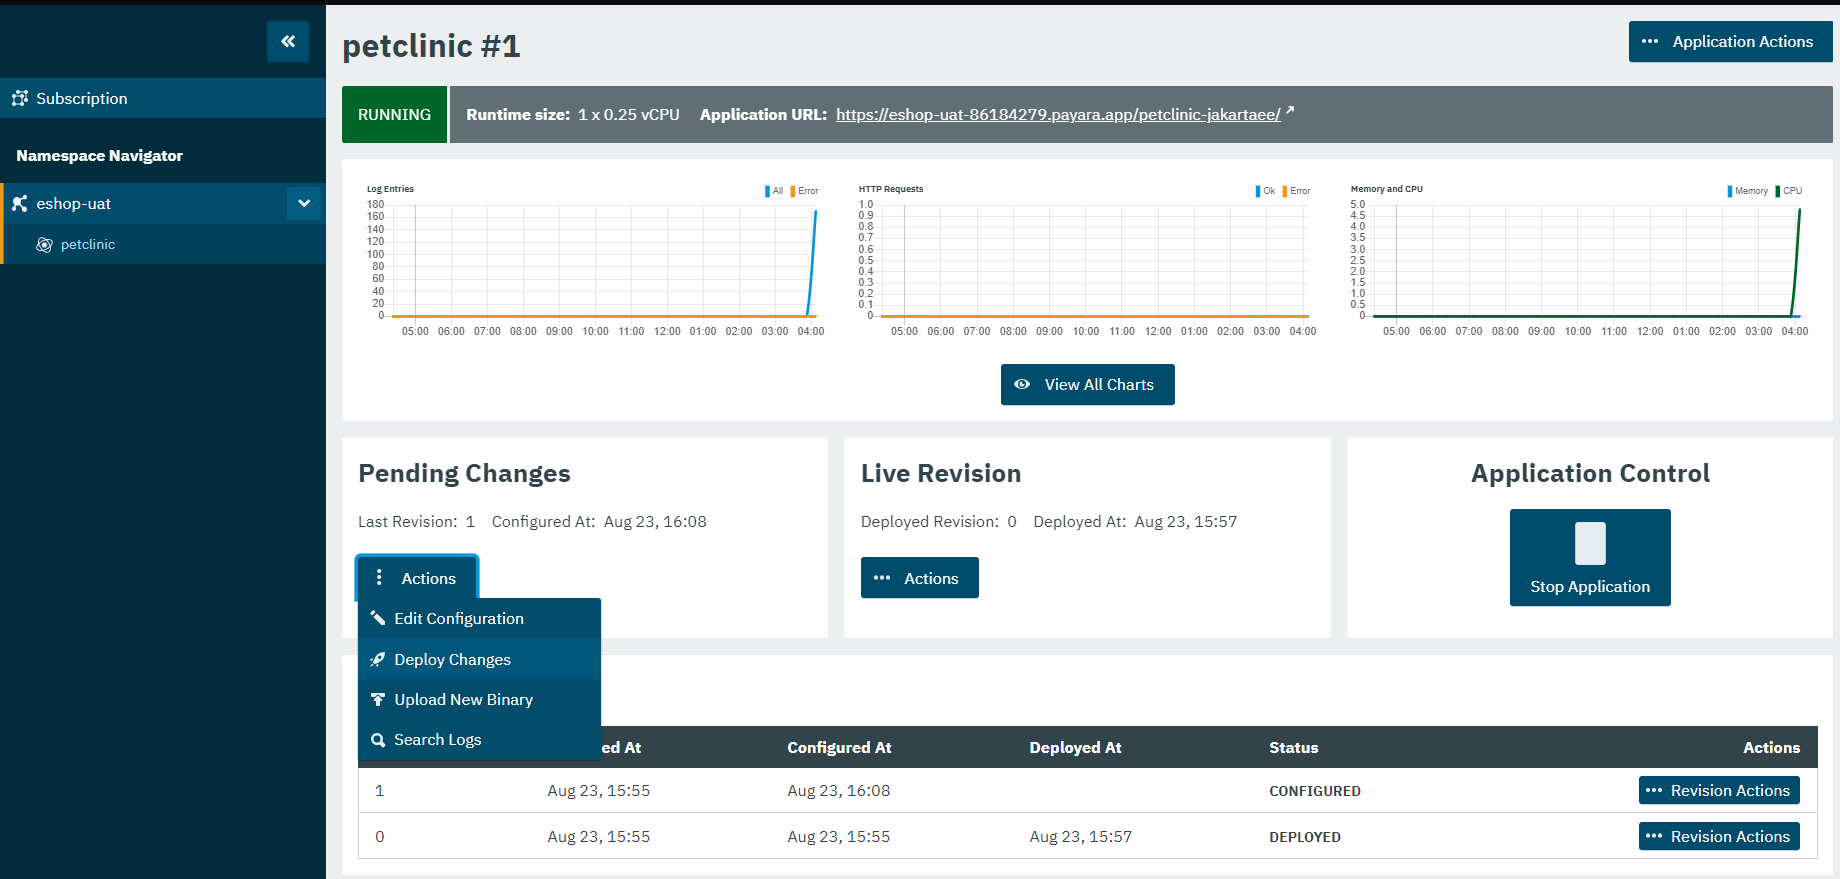 Subscription
Namespace Navigator
eshop-uat
petclinic
petclinic #1
Application Actions
RUNNING
Runtime size: 1 x 0.25 vCPU Application URL: https://eshop-uat-86184279.payara.app/petclinic-jakartaee/
Log Entries
All Error
180
160
140
120
100
80
60
40
20
0
05:00 06:00 07:00 08:00 09:00 10:00 11:00 12:00 01:00 02:00 03:00 04:00
HTTP Requests
Ok Error
1.0
0.9
0.8
0.7
0.6
0.5
0.4
0.3
0.2
0.1
0
05:00 06:00 07:00 08:00 09:00 10:00 11:00 12:00 01:00 02:00 03:00 04:00
Memory and CPU
Memory CPU
5.0
4.5
4.0
3.5
3.0
2.5
2.0
1.5
1.0
0.5
0
05:00 06:00 07:00 08:00 09:00 10:00 11:00 12:00 01:00 02:00 03:00 04:00
View All Charts
Pending Changes
Last Revision: 1 Configured At: Aug 23, 16:08
Actions
Edit Configuration
Deploy Changes
Upload New Binary
Search Logs
Live Revision
Deployed Revision: 0 Deployed At: Aug 23, 15:57
Actions
Application Control
Stop Application
ed At Configured At Deployed At Status Actions
1 Aug 23, 15:55 Aug 23, 16:08 CONFIGURED Revision Actions
0 Aug 23, 15:55 Aug 23, 15:55 Aug 23, 15:57 DEPLOYED Revision Actions